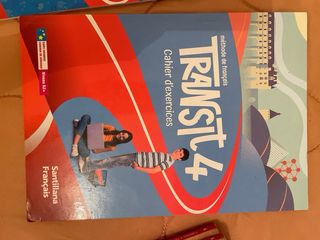 méthode de français
TRANSIT 4
Cahier d'exercices
Santillana
Français